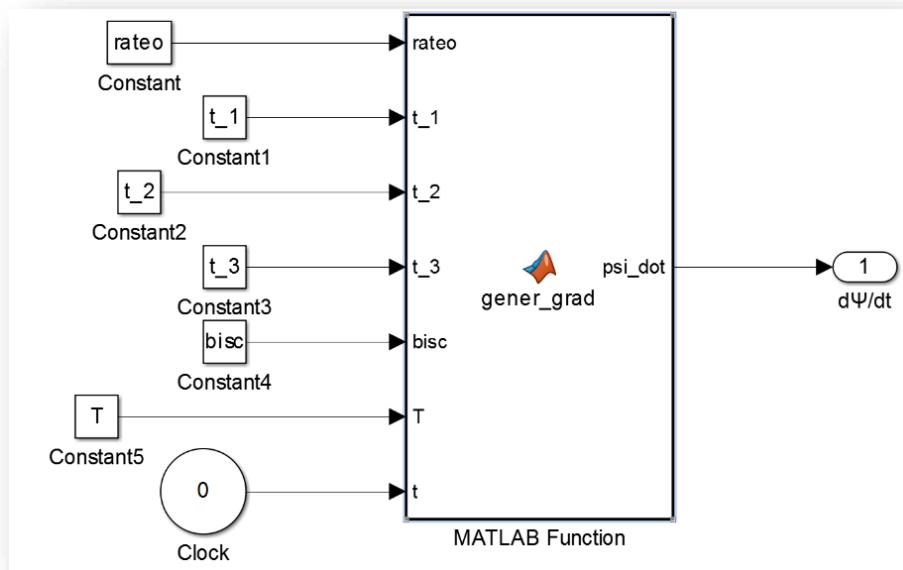 rateo
Constant
rateo
t_1
Constant1
t_1
t_2
Constant2
t_2
t_3
Constant3
t_3
bisc
Constant4
bisc
T
Constant5
T
0
Clock
t
gener_grad
psi_dot
MATLAB Function
1
dΨ/dt